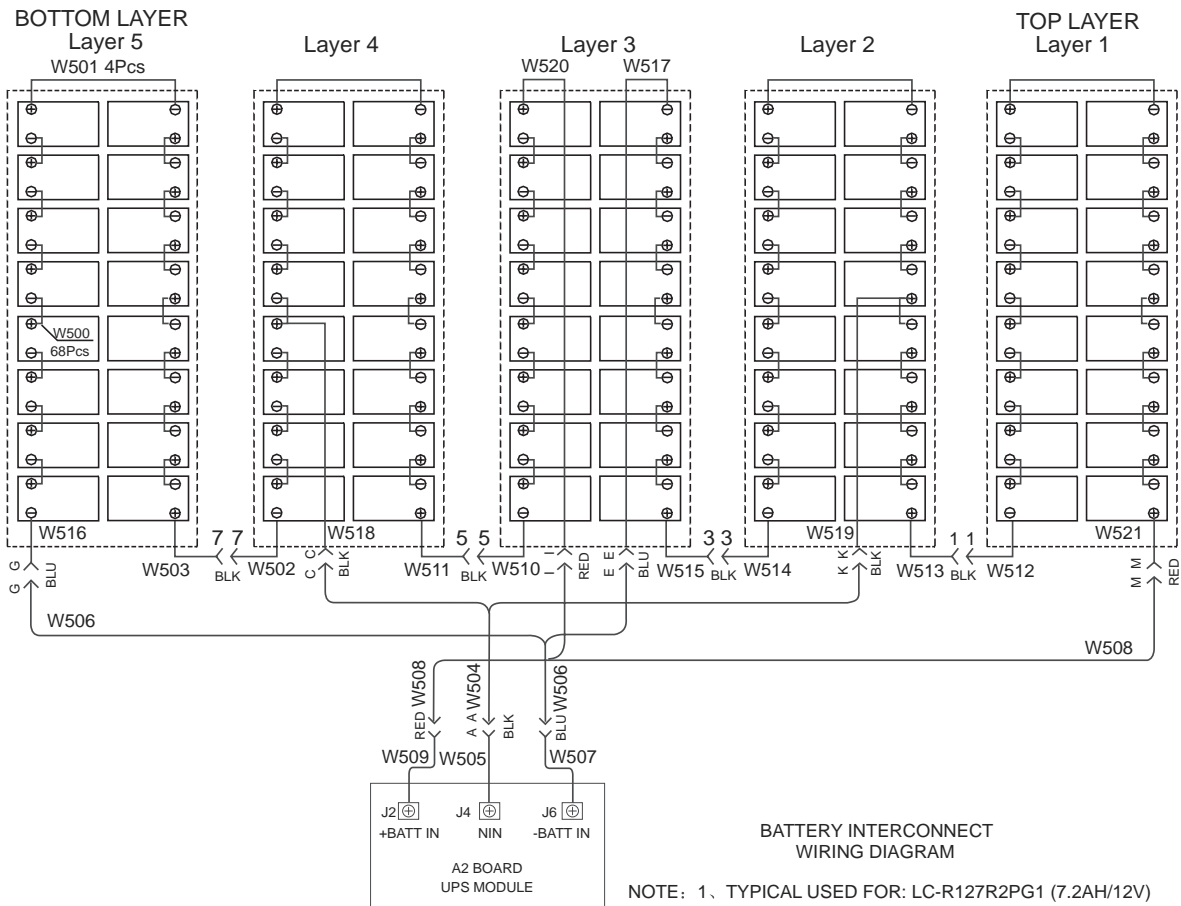 BOTTOM LAYER
Layer 5
Layer 4
Layer 3
Layer 2
TOP LAYER
Layer 1
W501 4Pcs
W520
W517
W500
68Pcs
W516
W518
W519
W521
7 7
5 5
3 3
1 1
W503
BLK
W502
W511
BLK
W510
W515
BLK
W514
W513
BLK
W512
G G
BLU
C C
BLK
I I
RED
E E
BLU
K K
BLK
M M
RED
W506
W508
RED
W508
A A
W504
BLK
BLU
W506
W509
W505
W507
J2
J4
J6
+BATT IN
NIN
-BATT IN
A2 BOARD
UPS MODULE
BATTERY INTERCONNECT
WIRING DIAGRAM
NOTE: 1、TYPICAL USED FOR: LC-R127R2PG1 (7.2AH/12V)